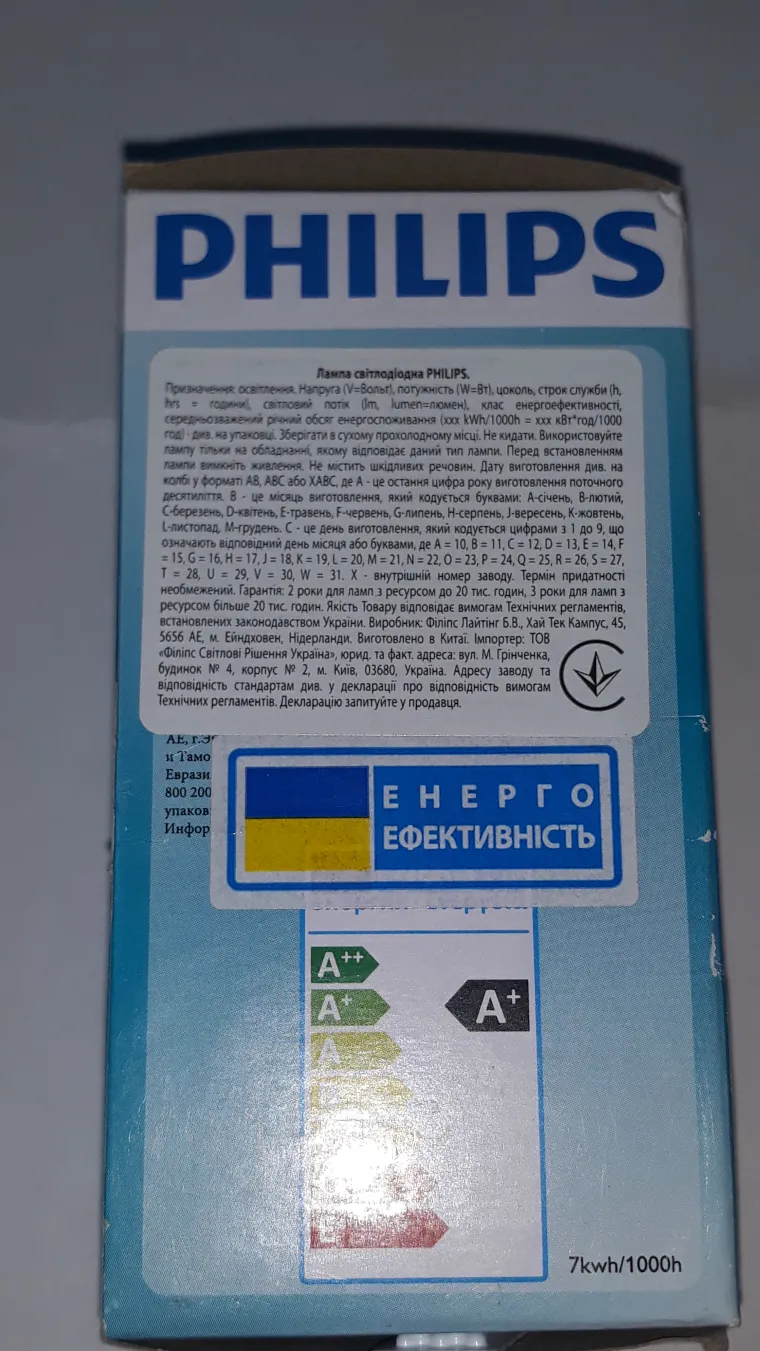 PHILIPS
Лампа світлодіодна PHILIPS.
Призначення: освітлення. Напруга (V=Вольт), потужність (W=Вт), цоколь, строк служби (h,
hrs = години), світловий потік (lm, lumen=люмен), клас енергоефективності,
середньозважений річний обсяг енергоспоживання (xxx kWh/1000h = xxx кВт*год/1000
год) - див. на упаковці. Зберігати в сухому прохолодному місці. Не кидати. Використовуйте
лампу тільки на обладнанні, якому відповідає даний тип лампи. Перед встановленням
лампи вимкніть живлення. Не містить шкідливих речовин. Дату виготовлення див. на
колбі у форматі AB, ABC або XABC, де A - це остання цифра року виготовлення поточного
десятиліття. B - це місяць виготовлення, який кодується буквами: A-січень, B-лютий,
C-березень, D-квітень, E-травень, F-червень, G-липень, H-серпень, J-вересень, K-жовтень,
L-листопад, M-грудень. C - це день виготовлення, який кодується цифрами з 1 до 9, що
означають відповідний день місяця або буквами, де A = 10, B = 11, C = 12, D = 13, E = 14, F
= 15, G = 16, H = 17, J = 18, K = 19, L = 20, M = 21, N = 22, O = 23, P = 24, Q = 25, R = 26, S = 27,
T = 28, U = 29, V = 30, W = 31. X - внутрішній номер заводу. Термін придатності
необмежений. Гарантія: 2 роки для ламп з ресурсом до 20 тис. годин, 3 роки для ламп з
ресурсом більше 20 тис. годин. Якість Товару відповідає вимогам Технічних регламентів,
встановлених законодавством України. Виробник: Філіпс Лайтінг Б.В., Хай Тек Кампус, 45,
5656 АЕ, м. Ейндховен, Нідерланди. Виготовлено в Китаї. Імпортер: ТОВ
«Філіпс Світлові Рішення Україна», юрид. та факт. адреса: вул. М. Грінченка,
будинок № 4, корпус № 2, м. Київ, 03680, Україна. Адресу заводу та
відповідність стандартам див. у декларації про відповідність вимогам
Технічних регламентів. Декларацію запитуйте у продавця.
АЕ, г.Э
и Тамо
Еврази
800 200
упаков
Инфор
ЕНЕРГО
ЕФЕКТИВНІСТЬ
A++
A+
A+
A
E
7kwh/1000h